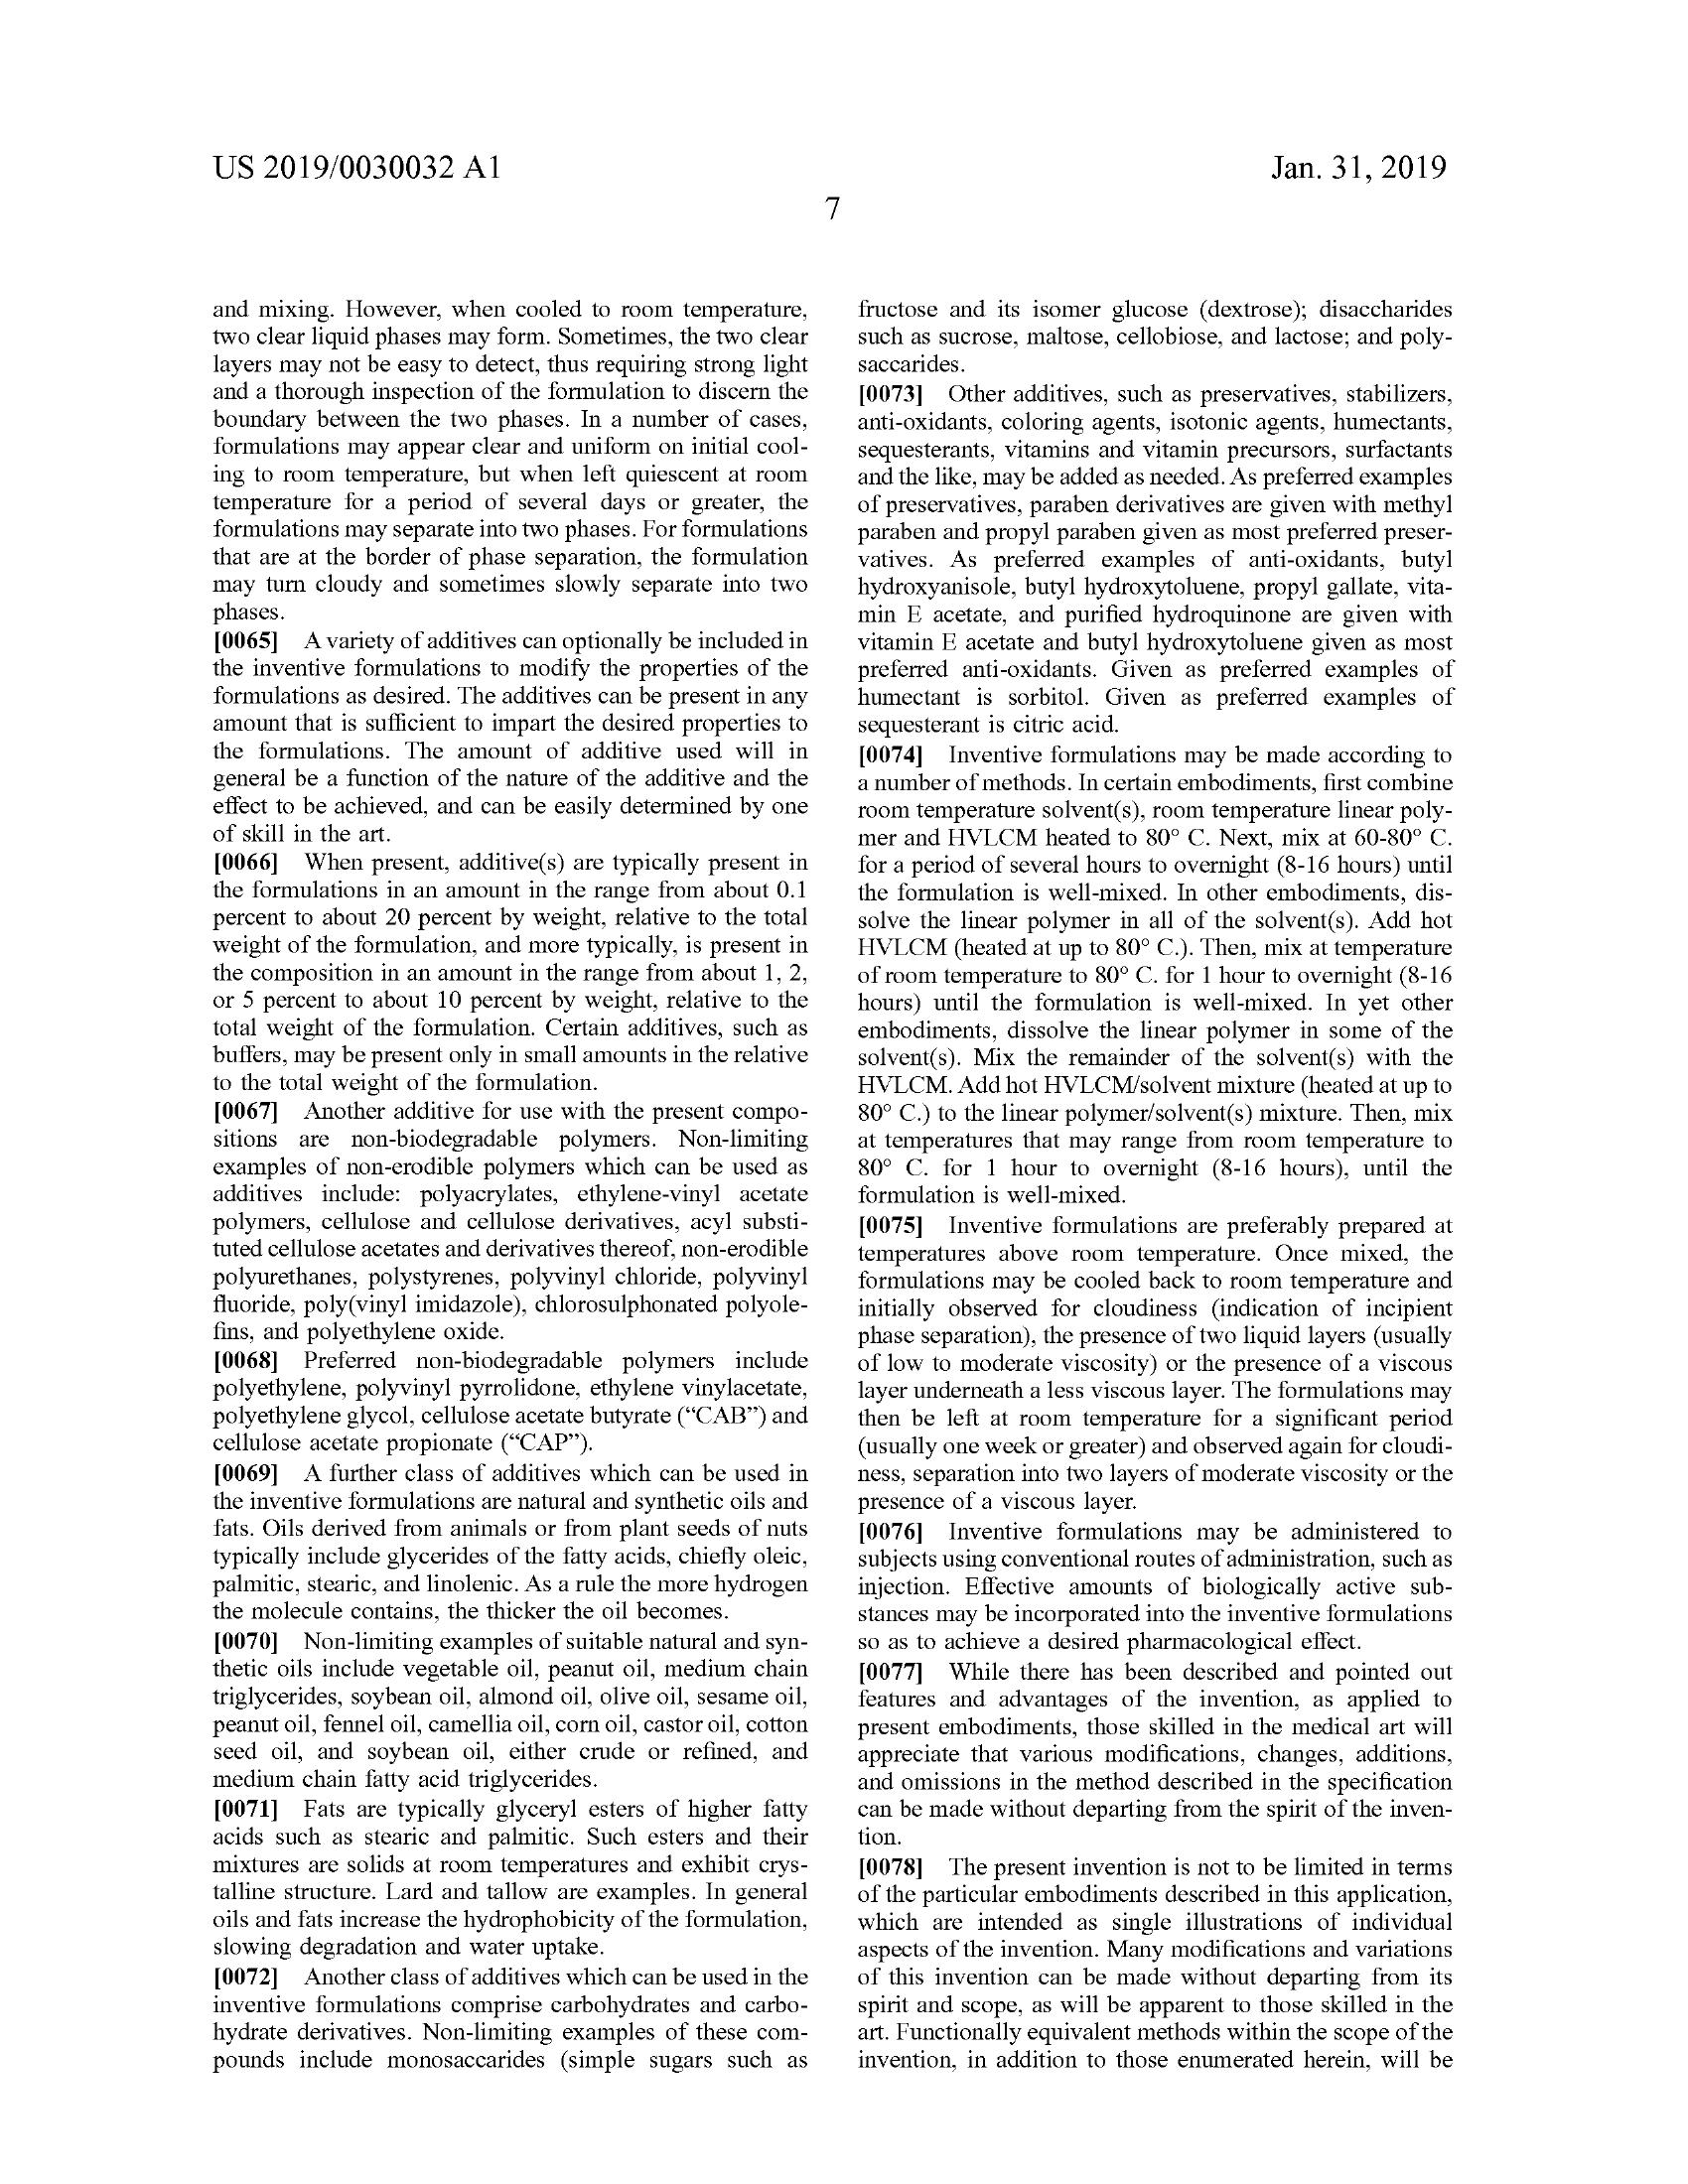 US 2019/0030032 A1
Jan. 31, 2019
7
and mixing. However, when cooled to room temperature,
two clear liquid phases may form. Sometimes, the two clear
layers may not be easy to detect, thus requiring strong light
and a thorough inspection of the formulation to discern the
boundary between the two phases. In a number of cases,
formulations may appear clear and uniform on initial cool-
ing to room temperature, but when left quiescent at room
temperature for a period of several days or greater, the
formulations may separate into two phases. For formulations
that are at the border of phase separation, the formulation
may turn cloudy and sometimes slowly separate into two
phases.
[0065] A variety of additives can optionally be included in
the inventive formulations to modify the properties of the
formulations as desired. The additives can be present in any
amount that is sufficient to impart the desired properties to
the formulations. The amount of additive used will in
general be a function of the nature of the additive and the
effect to be achieved, and can be easily determined by one
of skill in the art.
[0066] When present, additive(s) are typically present in
the formulations in an amount in the range from about 0.1
percent to about 20 percent by weight, relative to the total
weight of the formulation, and more typically, is present in
the composition in an amount in the range from about 1, 2,
or 5 percent to about 10 percent by weight, relative to the
total weight of the formulation. Certain additives, such as
buffers, may be present only in small amounts in the relative
to the total weight of the formulation.
[0067] Another additive for use with the present compo-
sitions are non-biodegradable polymers. Non-limiting
examples of non-erodible polymers which can be used as
additives include: polyacrylates, ethylene-vinyl acetate
polymers, cellulose and cellulose derivatives, acyl substi-
tuted cellulose acetates and derivatives thereof, non-erodible
polyurethanes, polystyrenes, polyvinyl chloride, polyvinyl
fluoride, poly(vinyl imidazole), chlorosulphonated polyole-
fins, and polyethylene oxide.
[0068] Preferred non-biodegradable polymers include
polyethylene, polyvinyl pyrrolidone, ethylene vinylacetate,
polyethylene glycol, cellulose acetate butyrate (“CAB”) and
cellulose acetate propionate (“CAP”).
[0069] A further class of additives which can be used in
the inventive formulations are natural and synthetic oils and
fats. Oils derived from animals or from plant seeds of nuts
typically include glycerides of the fatty acids, chiefly oleic,
palmitic, stearic, and linolenic. As a rule the more hydrogen
the molecule contains, the thicker the oil becomes.
[0070] Non-limiting examples of suitable natural and syn-
thetic oils include vegetable oil, peanut oil, medium chain
triglycerides, soybean oil, almond oil, olive oil, sesame oil,
peanut oil, fennel oil, camellia oil, corn oil, castor oil, cotton
seed oil, and soybean oil, either crude or refined, and
medium chain fatty acid triglycerides.
[0071] Fats are typically glyceryl esters of higher fatty
acids such as stearic and palmitic. Such esters and their
mixtures are solids at room temperatures and exhibit crys-
talline structure. Lard and tallow are examples. In general
oils and fats increase the hydrophobicity of the formulation,
slowing degradation and water uptake.
[0072] Another class of additives which can be used in the
inventive formulations comprise carbohydrates and carbo-
hydrate derivatives. Non-limiting examples of these com-
pounds include monosaccarides (simple sugars such as
fructose and its isomer glucose (dextrose); disaccharides
such as sucrose, maltose, cellobiose, and lactose; and poly-
saccarides.
[0073] Other additives, such as preservatives, stabilizers,
anti-oxidants, coloring agents, isotonic agents, humectants,
sequesterants, vitamins and vitamin precursors, surfactants
and the like, may be added as needed. As preferred examples
of preservatives, paraben derivatives are given with methyl
paraben and propyl paraben given as most preferred preser-
vatives. As preferred examples of anti-oxidants, butyl
hydroxyanisole, butyl hydroxytoluene, propyl gallate, vita-
min E acetate, and purified hydroquinone are given with
vitamin E acetate and butyl hydroxytoluene given as most
preferred anti-oxidants. Given as preferred examples of
humectant is sorbitol. Given as preferred examples of
sequesterant is citric acid.
[0074] Inventive formulations may be made according to
a number of methods. In certain embodiments, first combine
room temperature solvent(s), room temperature linear poly-
mer and HVLCM heated to 80° C. Next, mix at 60-80° C.
for a period of several hours to overnight (8-16 hours) until
the formulation is well-mixed. In other embodiments, dis-
solve the linear polymer in all of the solvent(s). Add hot
HVLCM (heated at up to 80° C.). Then, mix at temperature
of room temperature to 80° C. for 1 hour to overnight (8-16
hours) until the formulation is well-mixed. In yet other
embodiments, dissolve the linear polymer in some of the
solvent(s). Mix the remainder of the solvent(s) with the
HVLCM. Add hot HVLCM/solvent mixture (heated at up to
80° C.) to the linear polymer/solvent(s) mixture. Then, mix
at temperatures that may range from room temperature to
80° C. for 1 hour to overnight (8-16 hours), until the
formulation is well-mixed.
[0075] Inventive formulations are preferably prepared at
temperatures above room temperature. Once mixed, the
formulations may be cooled back to room temperature and
initially observed for cloudiness (indication of incipient
phase separation), the presence of two liquid layers (usually
of low to moderate viscosity) or the presence of a viscous
layer underneath a less viscous layer. The formulations may
then be left at room temperature for a significant period
(usually one week or greater) and observed again for cloudi-
ness, separation into two layers of moderate viscosity or the
presence of a viscous layer.
[0076] Inventive formulations may be administered to
subjects using conventional routes of administration, such as
injection. Effective amounts of biologically active sub-
stances may be incorporated into the inventive formulations
so as to achieve a desired pharmacological effect.
[0077] While there has been described and pointed out
features and advantages of the invention, as applied to
present embodiments, those skilled in the medical art will
appreciate that various modifications, changes, additions,
and omissions in the method described in the specification
can be made without departing from the spirit of the inven-
tion.
[0078] The present invention is not to be limited in terms
of the particular embodiments described in this application,
which are intended as single illustrations of individual
aspects of the invention. Many modifications and variations
of this invention can be made without departing from its
spirit and scope, as will be apparent to those skilled in the
art. Functionally equivalent methods within the scope of the
invention, in addition to those enumerated herein, will be